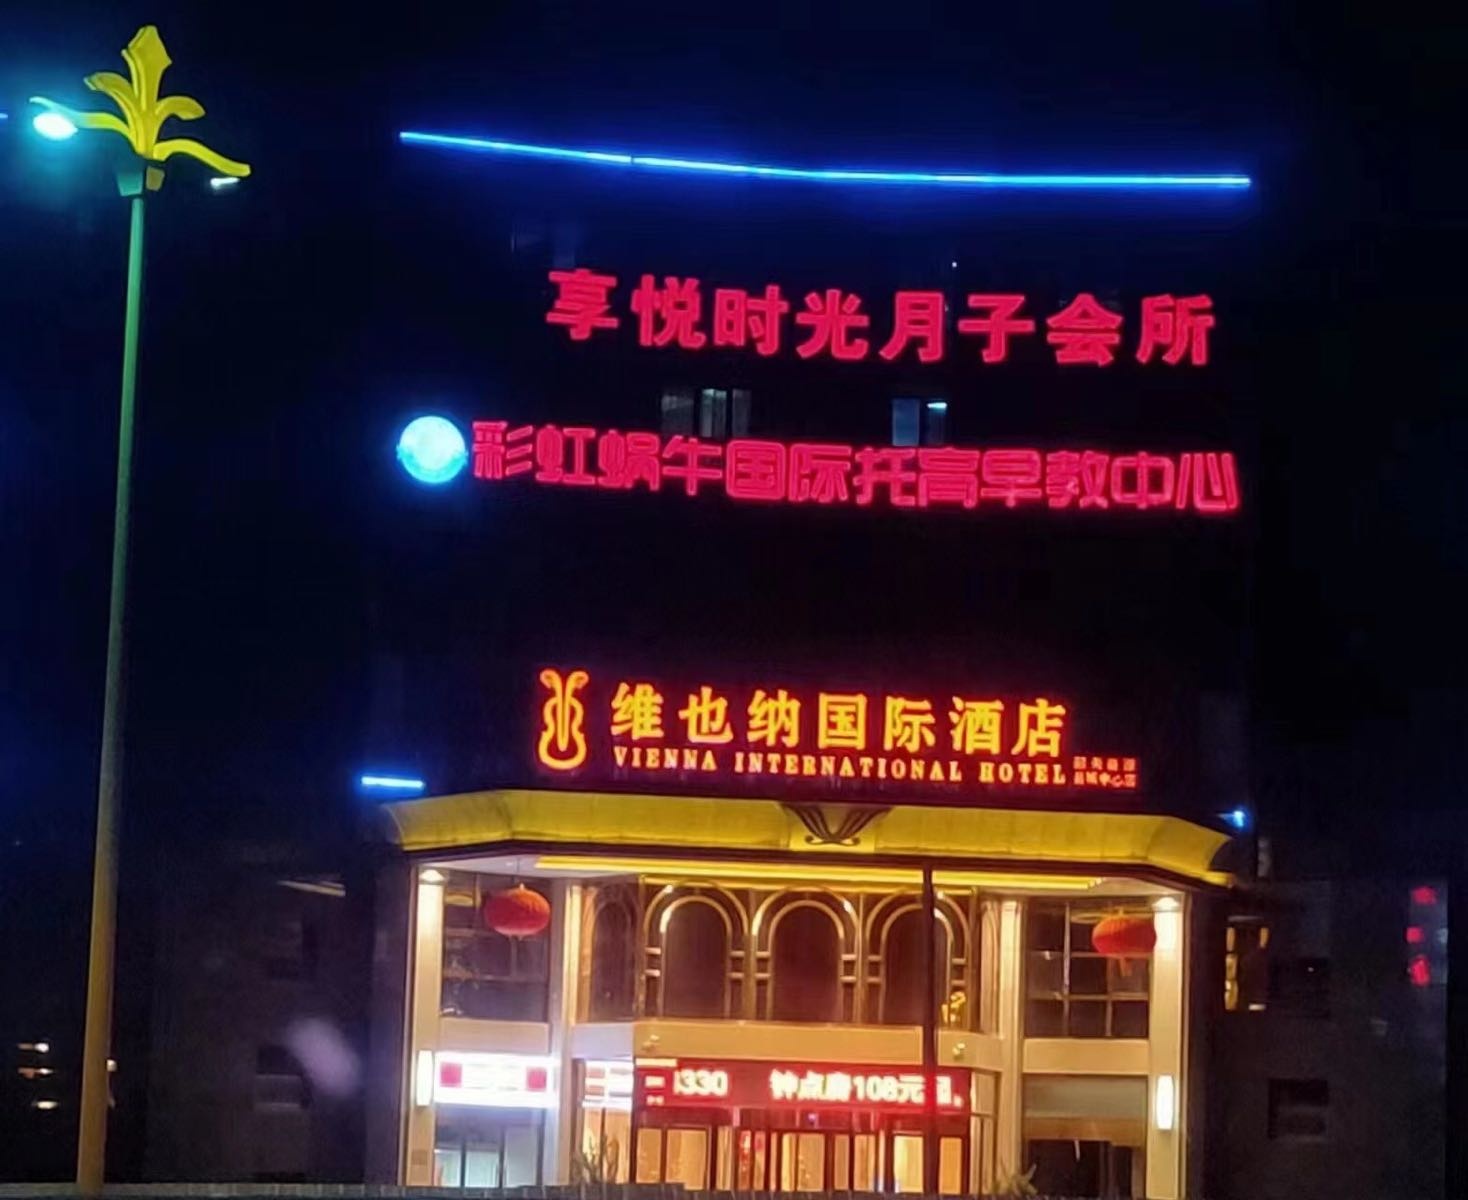 享悦时光月子会所
彩虹蜗牛国际托育早教中心
维也纳国际酒店
VIENNA INTERNATIONAL HOTEL
330 钟点房108元